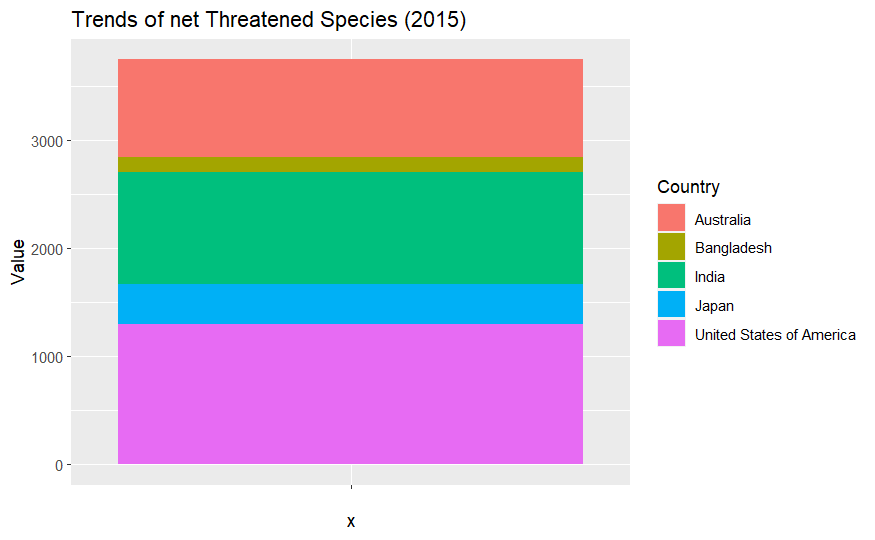 Trends of net Threatened Species (2015)
3000
2000
1000
0
Value
x
Country
Australia
Bangladesh
India
Japan
United States of America